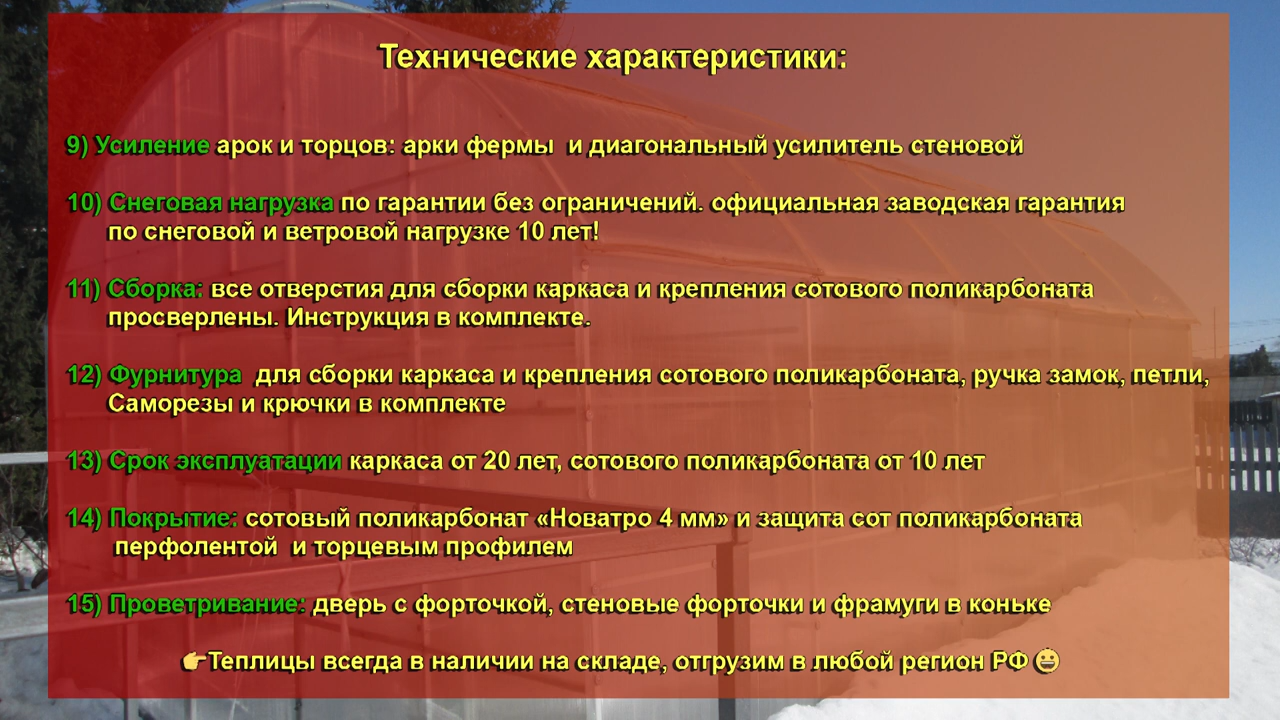 Технические характеристики:
9) Усиление арок и торцов: арки фермы и диагональный усилитель стеновой
10) Снеговая нагрузка по гарантии без ограничений. официальная заводская гарантия
по снеговой и ветровой нагрузке 10 лет!
11) Сборка: все отверстия для сборки каркаса и крепления сотового поликарбоната
просверлены. Инструкция в комплекте.
12) Фурнитура для сборки каркаса и крепления сотового поликарбоната, ручка замок, петли,
Саморезы и крючки в комплекте
13) Срок эксплуатации каркаса от 20 лет, сотового поликарбоната от 10 лет
14) Покрытие: сотовый поликарбонат «Новатро 4 мм» и защита сот поликарбоната
перфолентой и торцевым профилем
15) Проветривание: дверь с форточкой, стеновые форточки и фрамуги в коньке
👉Теплицы всегда в наличии на складе, отгрузим в любой регион РФ 😀